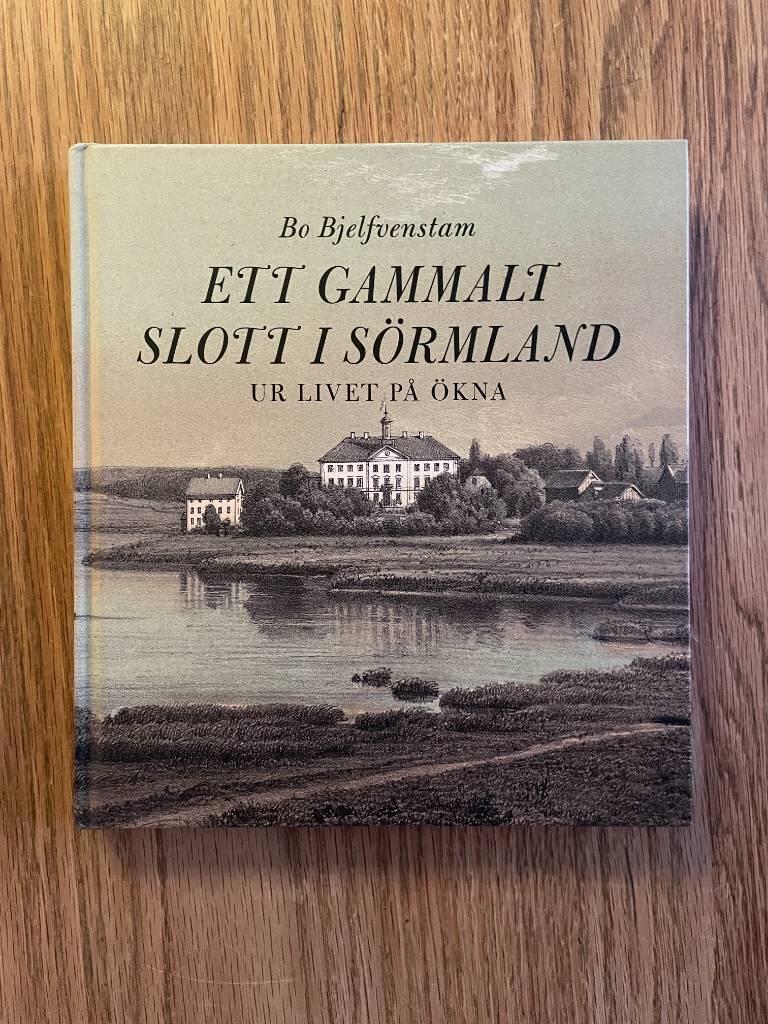 Bo Bjelfvenstam
ETT GAMMALT
SLOTT I SÖRMLAND
UR LIVET PÅ ÖKNA